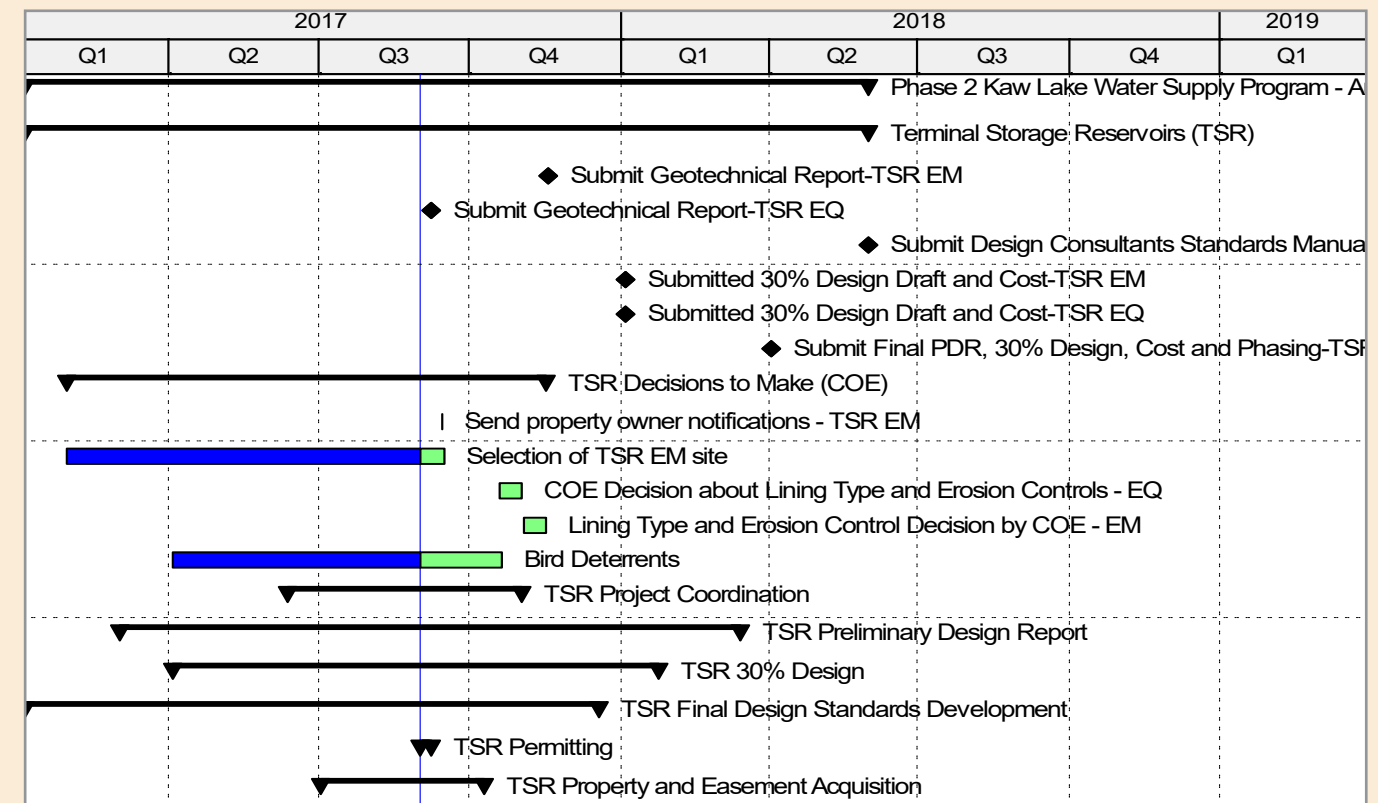 2017 2018 2019
Q1 Q2 Q3 Q4 Q1 Q2 Q3 Q4 Q1
Phase 2 Kaw Lake Water Supply Program - A
Terminal Storage Reservoirs (TSR)
Submit Geotechnical Report-TSR EM
Submit Geotechnical Report-TSR EQ
Submit Design Consultants Standards Manua
Submitted 30% Design Draft and Cost-TSR EM
Submitted 30% Design Draft and Cost-TSR EQ
Submit Final PDR, 30% Design, Cost and Phasing-TSR
TSR Decisions to Make (COE)
Send property owner notifications - TSR EM
Selection of TSR EM site
COE Decision about Lining Type and Erosion Controls - EQ
Lining Type and Erosion Control Decision by COE - EM
Bird Deterrents
TSR Project Coordination
TSR Preliminary Design Report
TSR 30% Design
TSR Final Design Standards Development
TSR Permitting
TSR Property and Easement Acquisition